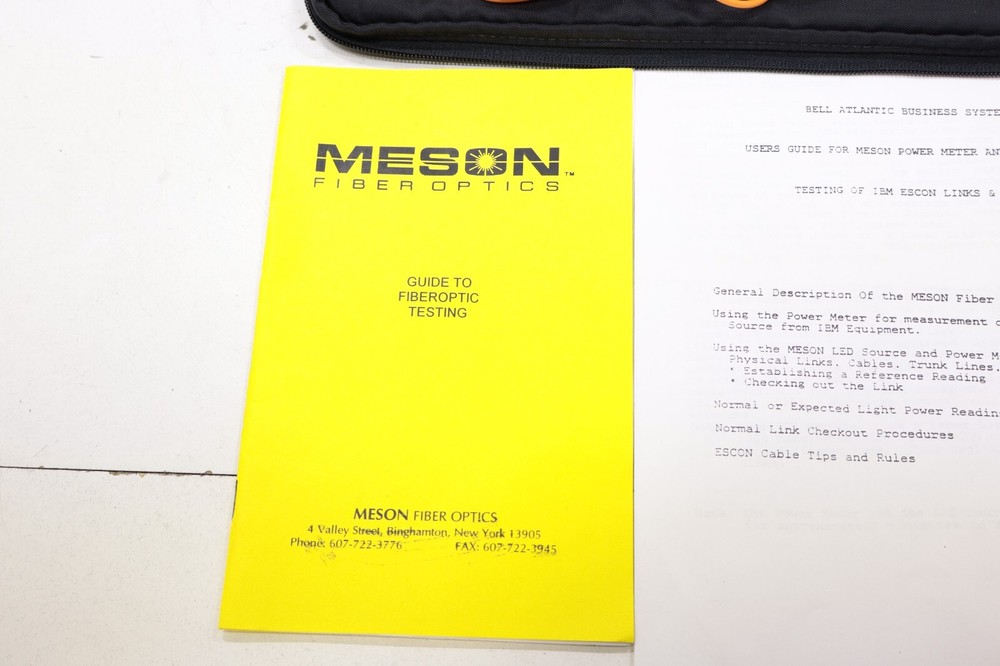 MESON™
FIBER OPTICS
GUIDE TO
FIBEROPTIC
TESTING
MESON FIBER OPTICS
4 Valley Street, Binghamton, New York 13905
Phone: 607-722-3776 FAX: 607-722-3945
BELL ATLANTIC BUSINESS SYSTE
USERS GUIDE FOR MESON POWER METER AN
TESTING OF IBM ESCON LINKS &
General Description Of the MESON Fiber
Using the Power Meter for measurement o
Source from IBM Equipment.
Using the MESON LED Source and Power M
Physical Links. Cables. Trunk Lines.
* Establishing a Reference Reading
* Checking out the Link
Normal or Expected Light Power Readin
Normal Link Checkout Procedures
ESCON Cable Tips and Rules